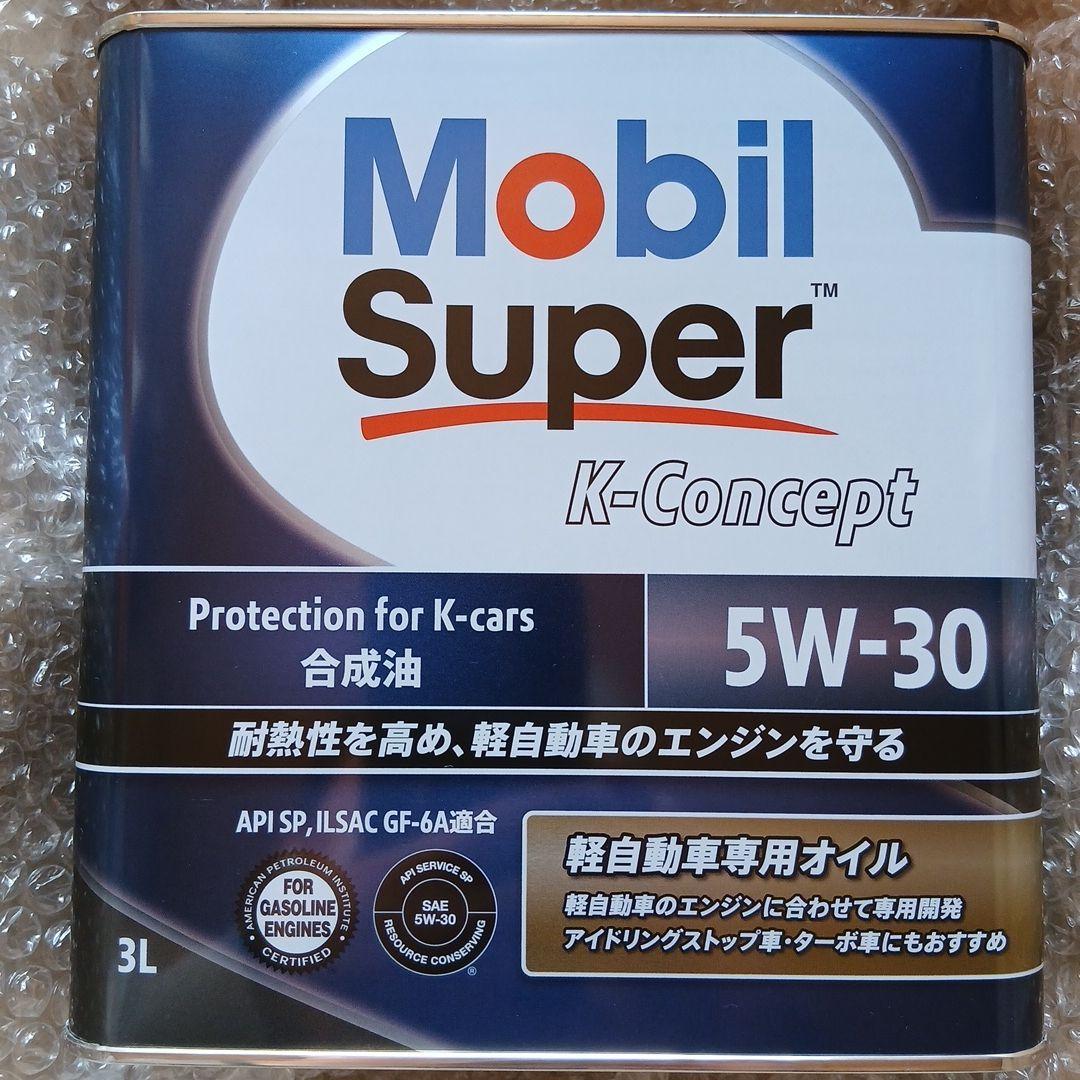 Mobil
Super™
K-Concept
Protection for K-cars
合成油
5W-30
耐熱性を高め、軽自動車のエンジンを守る
API SP, ILSAC GF-6A適合
AMERICAN PETROLEUM INSTITUTE
FOR
GASOLINE
ENGINES
CERTIFIED
API SERVICE SP
SAE
5W-30
RESOURCE CONSERVING
®
軽自動車専用オイル
軽自動車のエンジンに合わせて専用開発
アイドリングストップ車・ターボ車にもおすすめ
3L